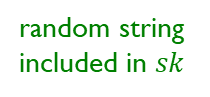 random string
included in sk